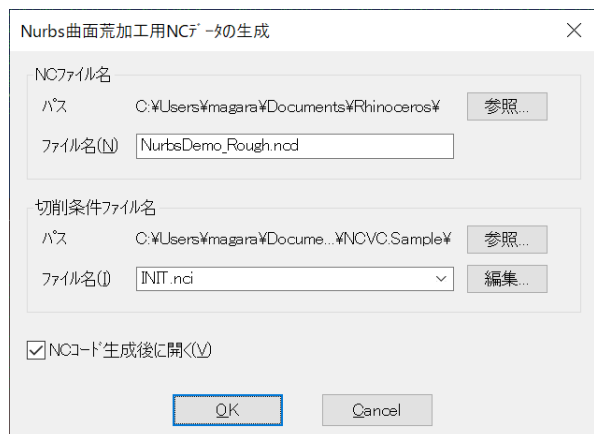 Nurbs曲面荒加工用NCデータの生成
NCファイル名
パス C:¥Users¥magara¥Documents¥Rhinoceros¥ 参照...
ファイル名(N) NurbsDemo_Rough.ncd
切削条件ファイル名
パス C:¥Users¥magara¥Docume...¥NCVC.Sample¥ 参照...
ファイル名(I) INIT.nci 編集...
NCコード生成後に開く(V)
OK Cancel